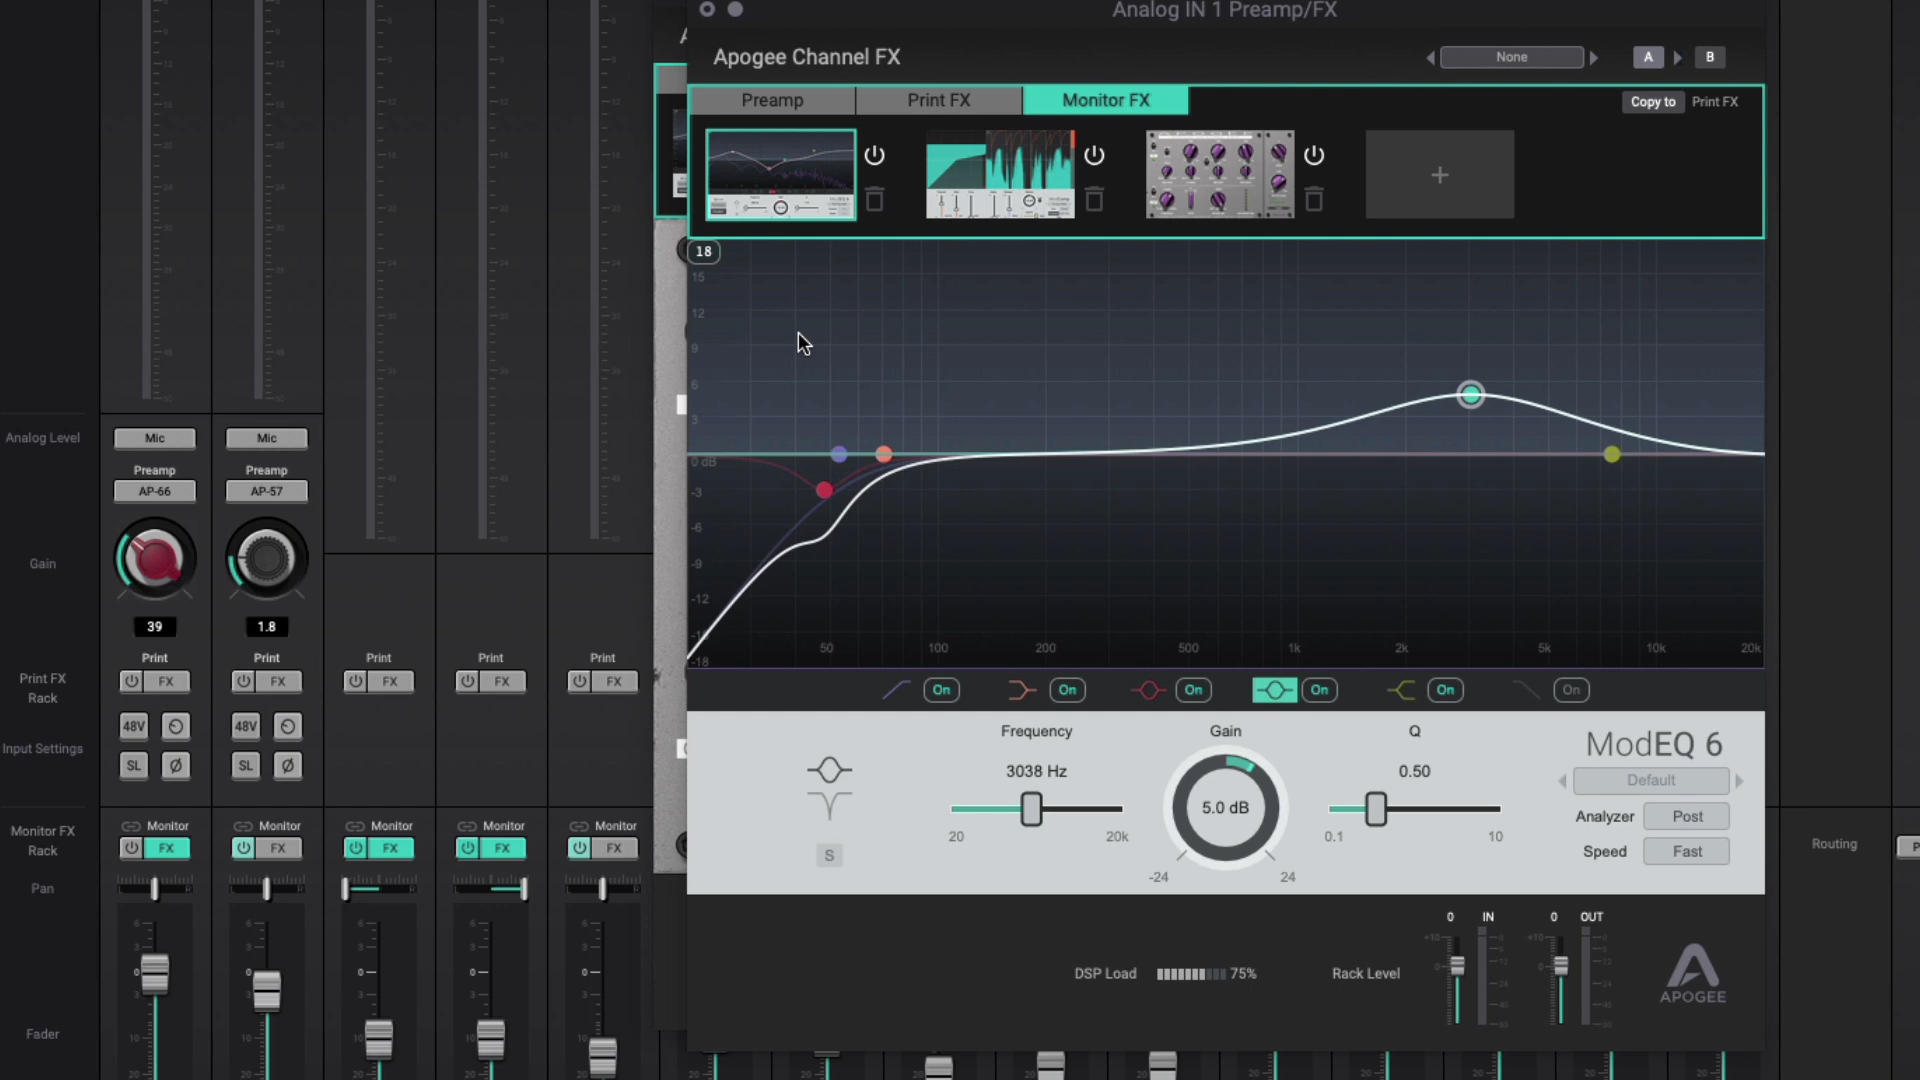 Analog IN 1 Preamp/FX
Apogee Channel FX
None
A
B
Preamp
Print FX
Monitor FX
Copy to
Print FX
+
18
15
12
9
6
3
0 dB
-3
-6
-9
-12
-18
50
100
200
500
1k
2k
5k
10k
20k
On
On
On
On
On
On
Frequency
3038 Hz
20
20k
Gain
5.0 dB
-24
24
Q
0.50
0.1
10
S
ModEQ 6
Default
Analyzer
Post
Speed
Fast
DSP Load
75%
Rack Level
0
IN
0
OUT
+10
+10
APOGEE
Routing
Analog Level
Mic
Mic
Preamp
Preamp
AP-66
AP-57
Gain
39
1.8
Print
Print
Print
Print
Print
Print FX
Rack
FX
FX
FX
FX
FX
Input Settings
48V
48V
SL
Ø
SL
Ø
Monitor FX
Rack
Monitor
Monitor
Monitor
Monitor
Monitor
FX
FX
FX
FX
FX
Pan
Fader